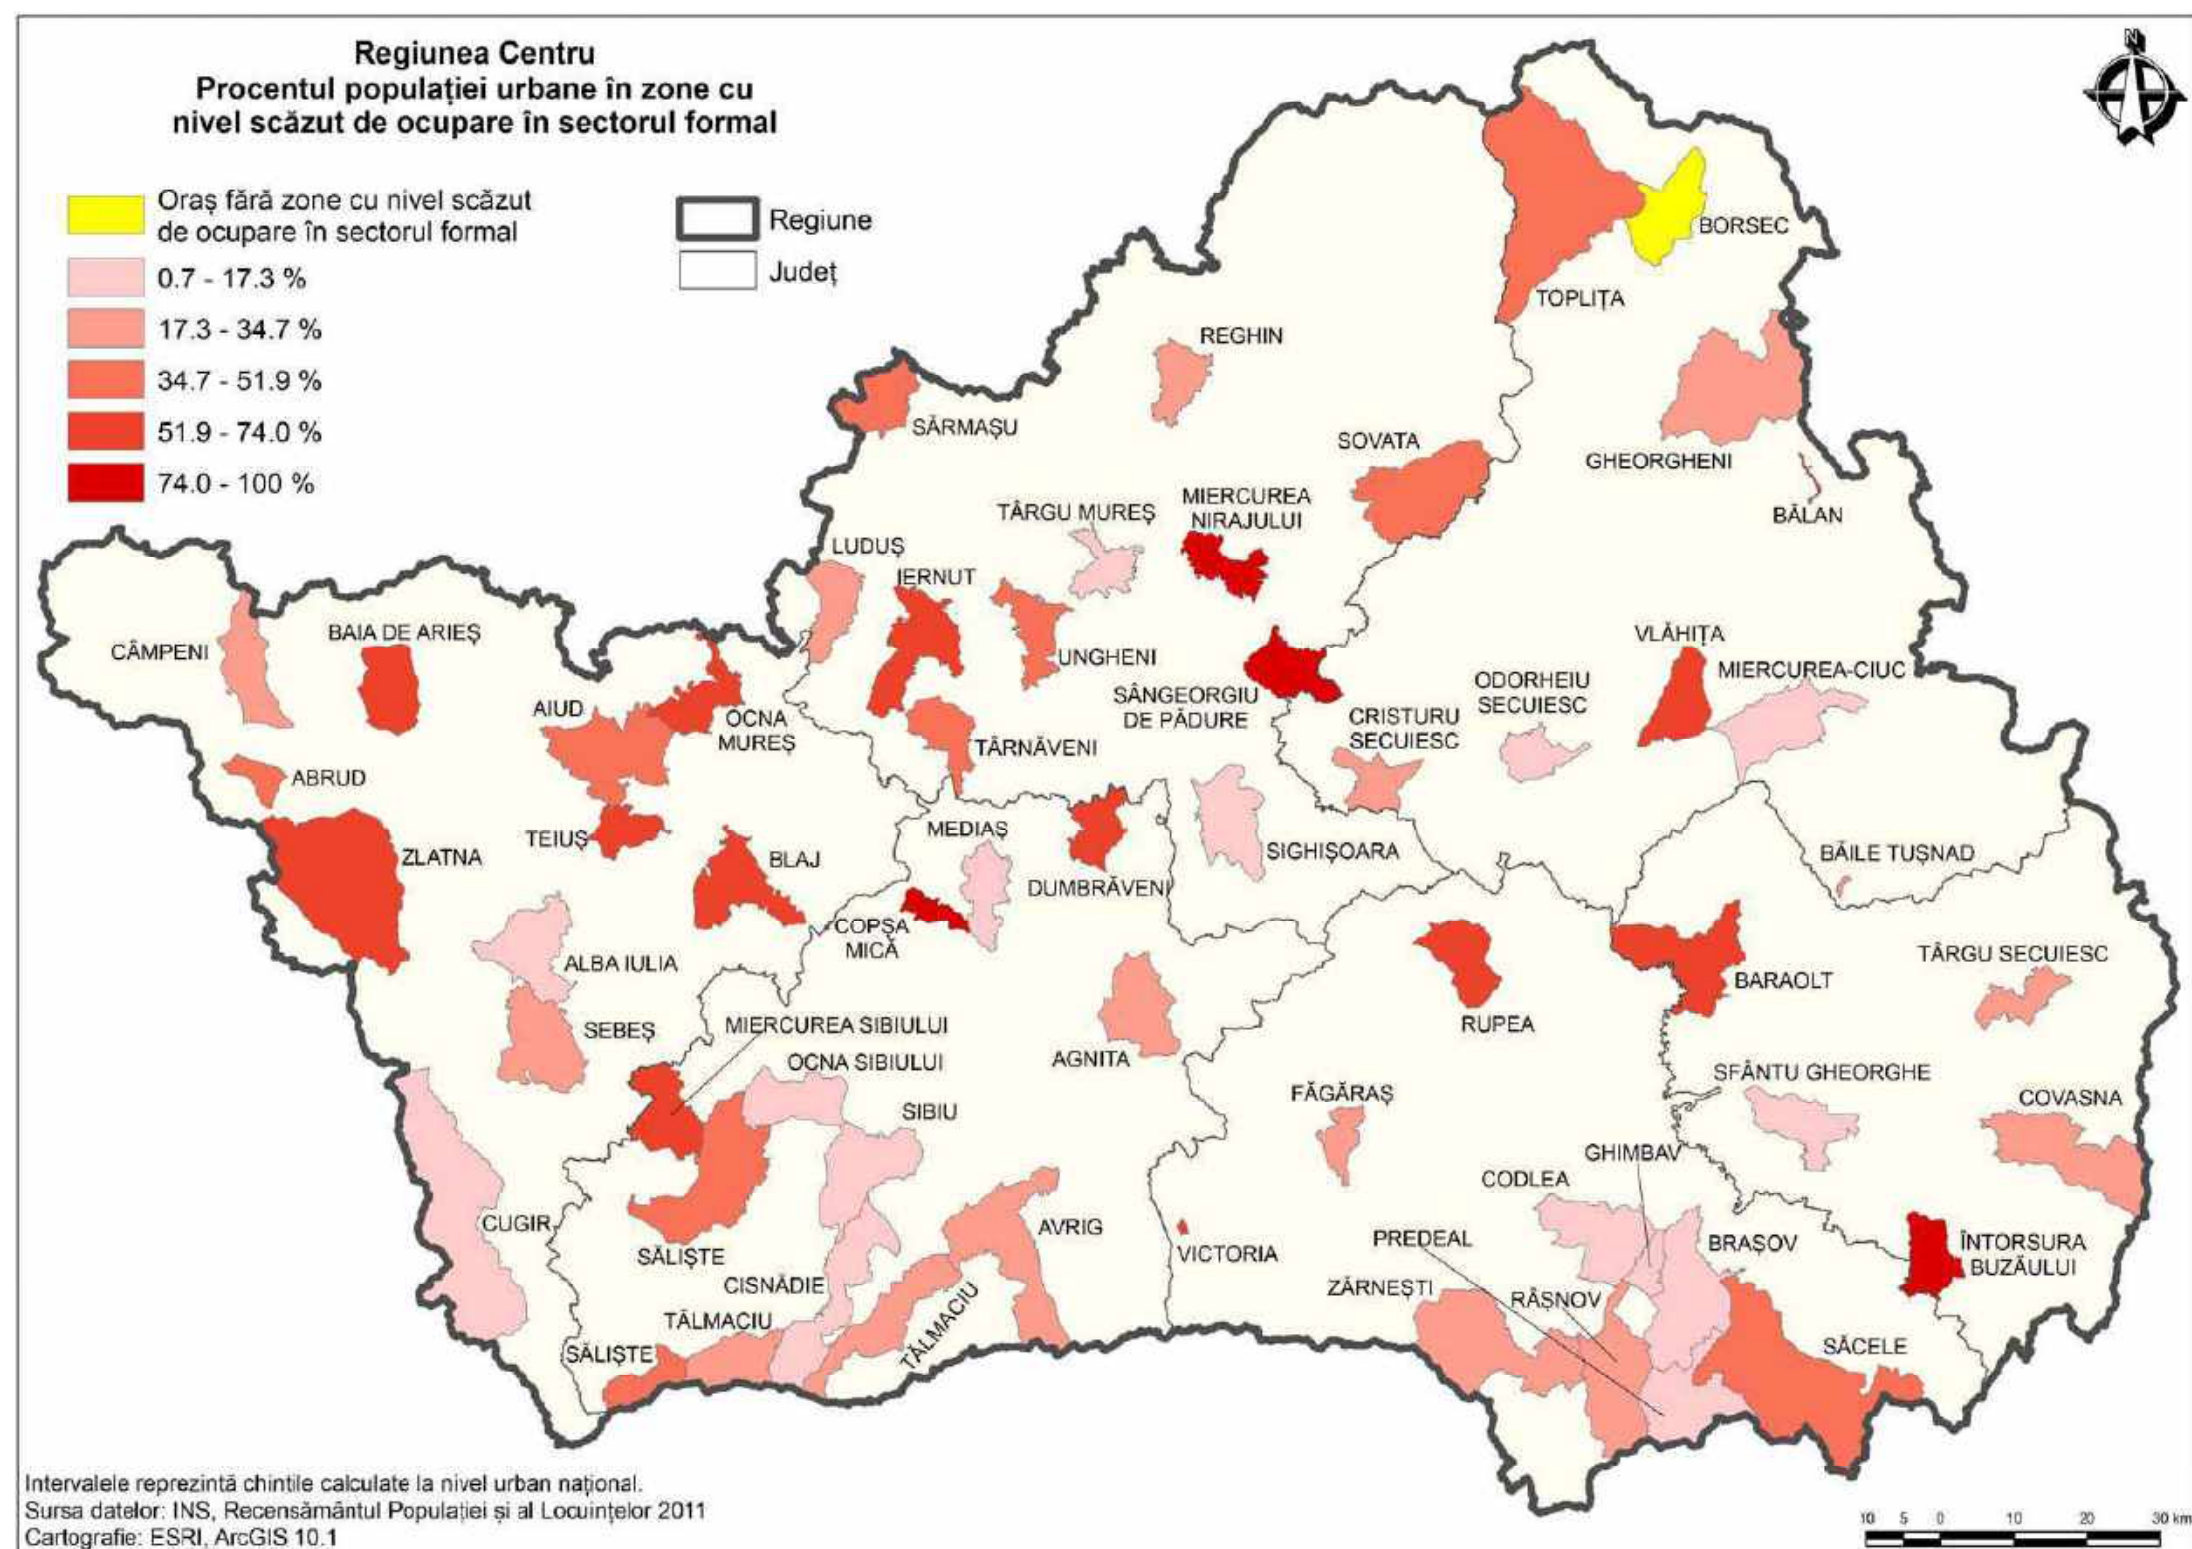 Regiunea Centru
Procentul populației urbane în zone cu
nivel scăzut de ocupare în sectorul formal
N
Oraș fără zone cu nivel scăzut
de ocupare în sectorul formal
0.7 - 17.3 %
17.3 - 34.7 %
34.7 - 51.9 %
51.9 - 74.0 %
74.0 - 100 %
Regiune
Județ
BORSEC
TOPLIȚA
REGHIN
SĂRMAȘU
SOVATA
GHEORGHENI
BĂLAN
TÂRGU MUREȘ
MIERCUREA
NIRAJULUI
LUDUȘ
IERNUT
CÂMPENI
BAIA DE ARIEȘ
UNGHENI
VLĂHIȚA
MIERCUREA-CIUC
AIUD
OCNA
MUREȘ
SÂNGEORGIU
DE PĂDURE
ODORHEIU
SECUIESC
CRISTURU
SECUIESC
TÂRNĂVENI
ABRUD
TEIUȘ
ZLATNA
BLAJ
MEDIAȘ
DUMBRĂVENI
SIGHIȘOARA
BĂILE TUȘNAD
COPȘA
MICĂ
ALBA IULIA
TÂRGU SECUIESC
BARAOLT
SEBEȘ
MIERCUREA SIBIULUI
OCNA SIBIULUI
AGNITA
RUPEA
SFÂNTU GHEORGHE
FĂGĂRAȘ
COVASNA
SIBIU
GHIMBAV
CODLEA
CUGIR
AVRIG
SĂLIȘTE
CISNĂDIE
VICTORIA
PREDEAL
BRAȘOV
ÎNTORSURA
BUZĂULUI
ZĂRNEȘTI
RÂȘNOV
TĂLMACIU
TĂLMACIU
SĂLIȘTE
SĂCELE
Intervalele reprezintă chintile calculate la nivel urban național.
Sursa datelor: INS, Recensământul Populației și al Locuințelor 2011
Cartografie: ESRI, ArcGIS 10.1
10 5 0 10 20 30 km